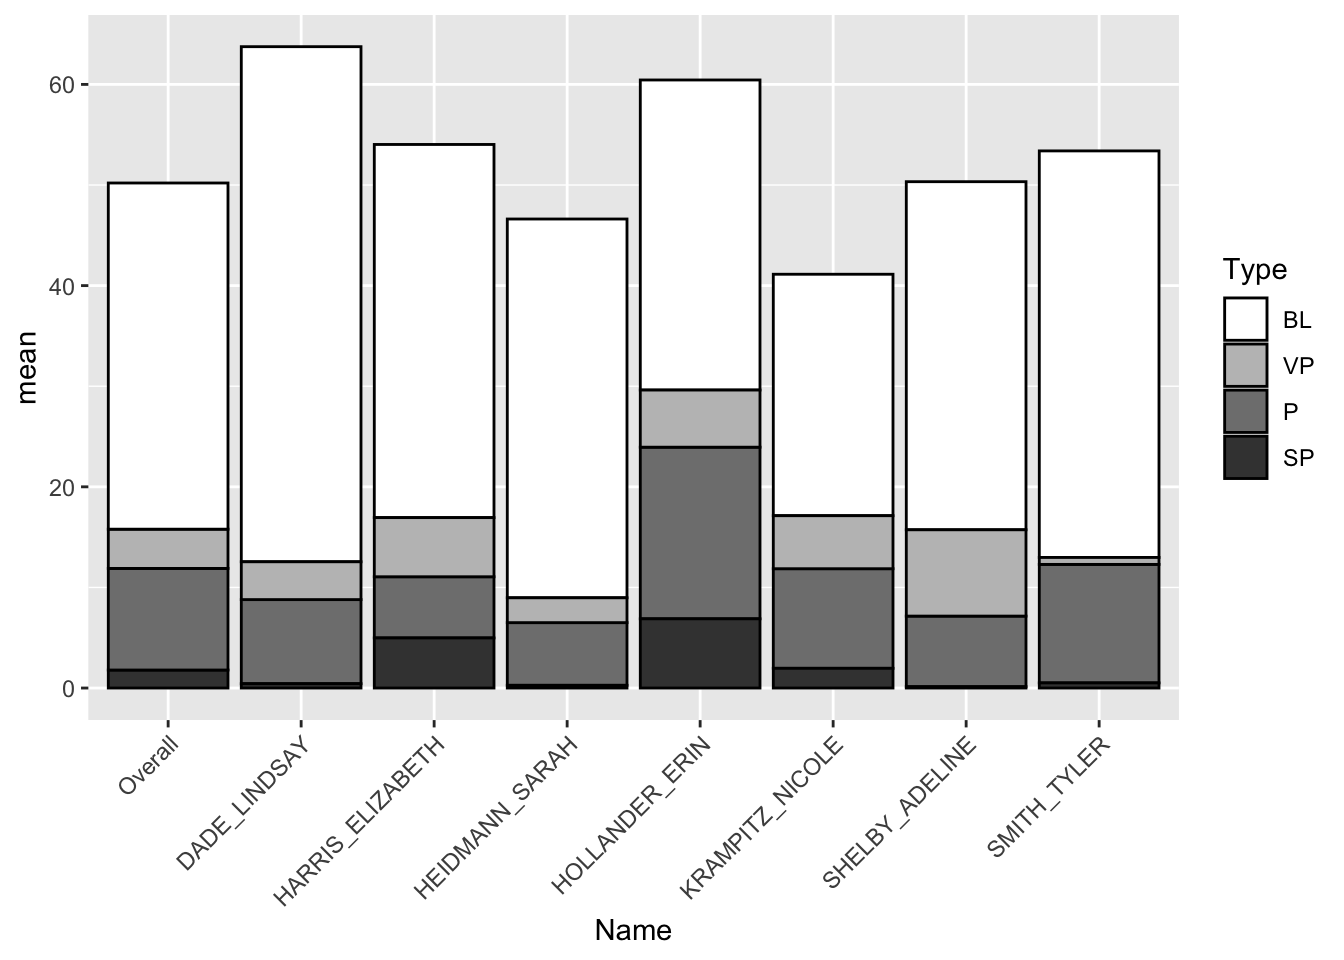 mean
60
40
20
0
Overall
DADE_LINDSAY
HARRIS_ELIZABETH
HEIDMANN_SARAH
HOLLANDER_ERIN
KRAMPITZ_NICOLE
SHELBY_ADELINE
SMITH_TYLER
Name
Type
BL
VP
P
SP